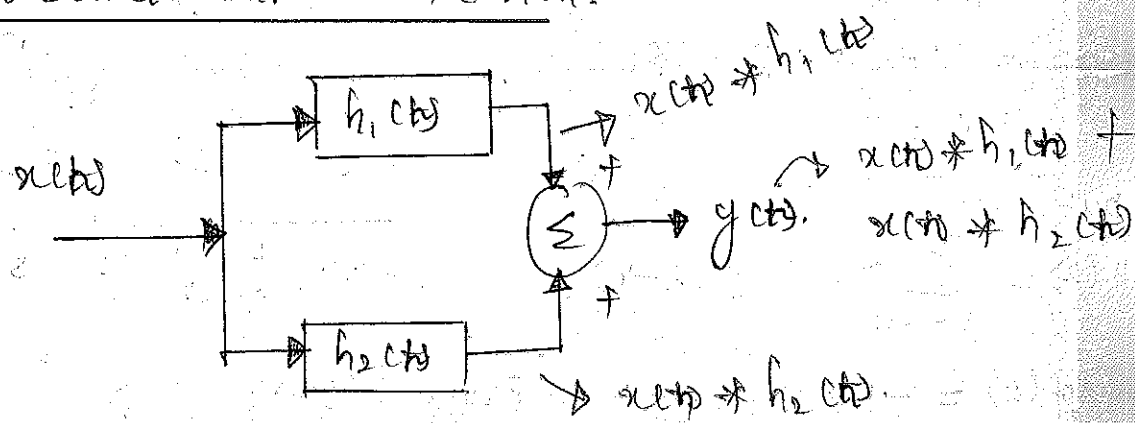 h₁(t)
x(t) * h₁(t)
x(t)
+
Σ
y(t).
x(t) * h₁(t) +
x(t) * h₂(t)
+
h₂(t)
x(t) * h₂(t).